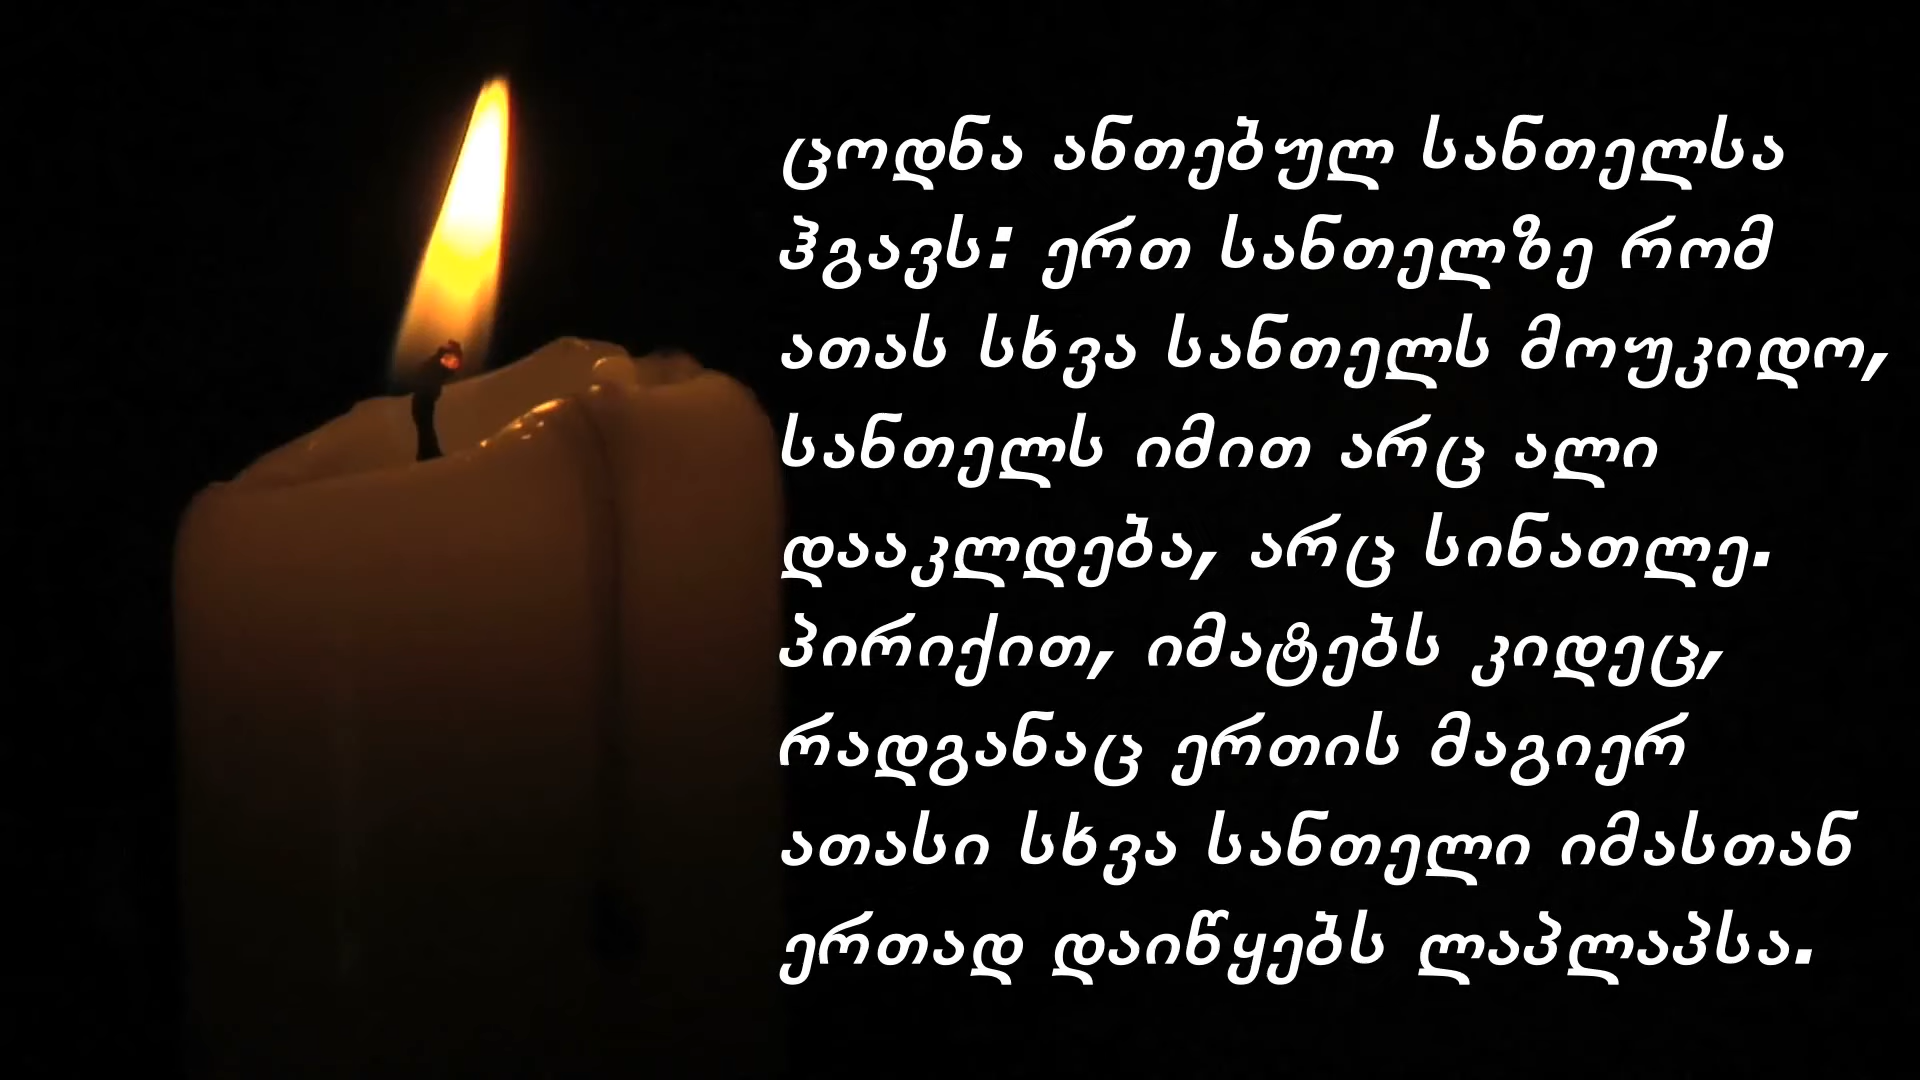 ცოდნა ანთებულ სანთელსა
ჰგავს: ერთ სანთელზე რომ
ათას სხვა სანთელს მოუკიდო,
სანთელს იმით არც ალი
დააკლდება, არც სინათლე.
პირიქით, იმატებს კიდეც,
რადგანაც ერთის მაგიერ
ათასი სხვა სანთელი იმასთან
ერთად დაიწყებს ლაპლაპსა.